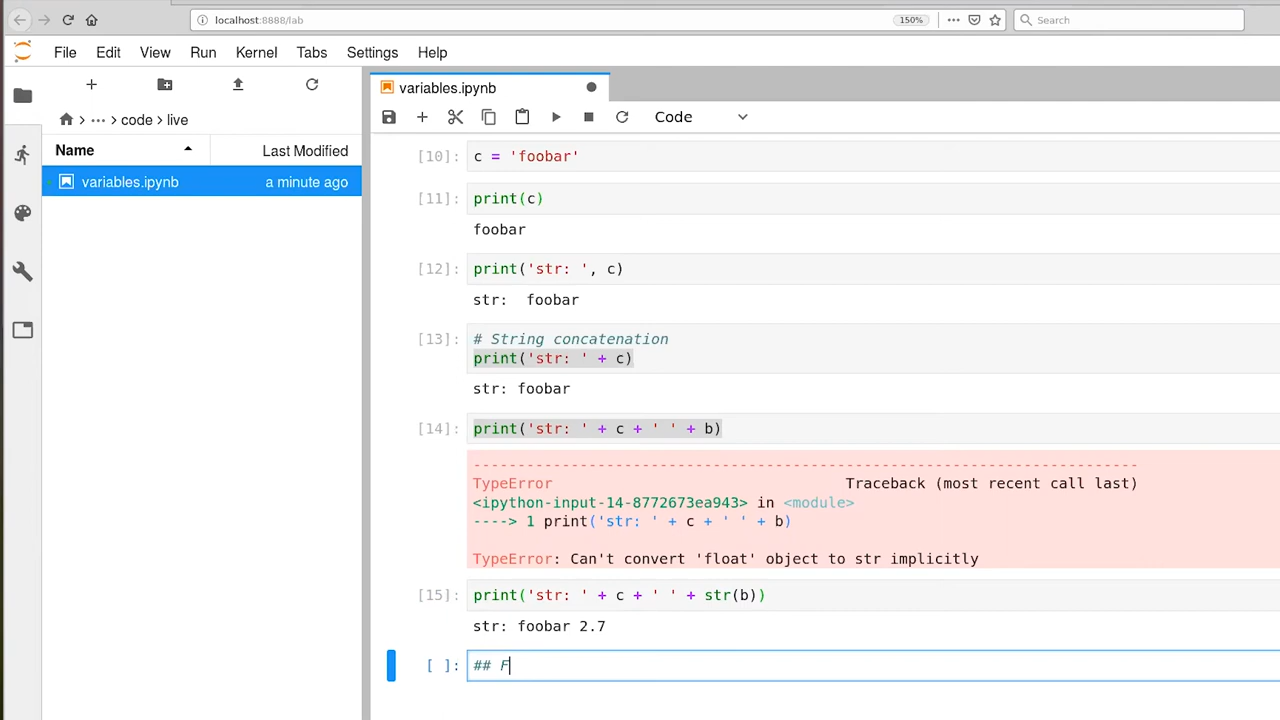 localhost:8888/lab
150%
Search
File Edit View Run Kernel Tabs Settings Help
variables.ipynb
code live
Code
Name Last Modified
variables.ipynb a minute ago
[10]: c = 'foobar'
[11]: print(c)
foobar
[12]: print('str: ', c)
str:  foobar
[13]: # String concatenation
print('str: ' + c)
str: foobar
[14]: print('str: ' + c + ' ' + b)
---------------------------------------------------------------------------
TypeError Traceback (most recent call last)
<ipython-input-14-8772673ea943> in <module>
----> 1 print('str: ' + c + ' ' + b)
TypeError: Can't convert 'float' object to str implicitly
[15]: print('str: ' + c + ' ' + str(b))
str: foobar 2.7
[ ]: ## F